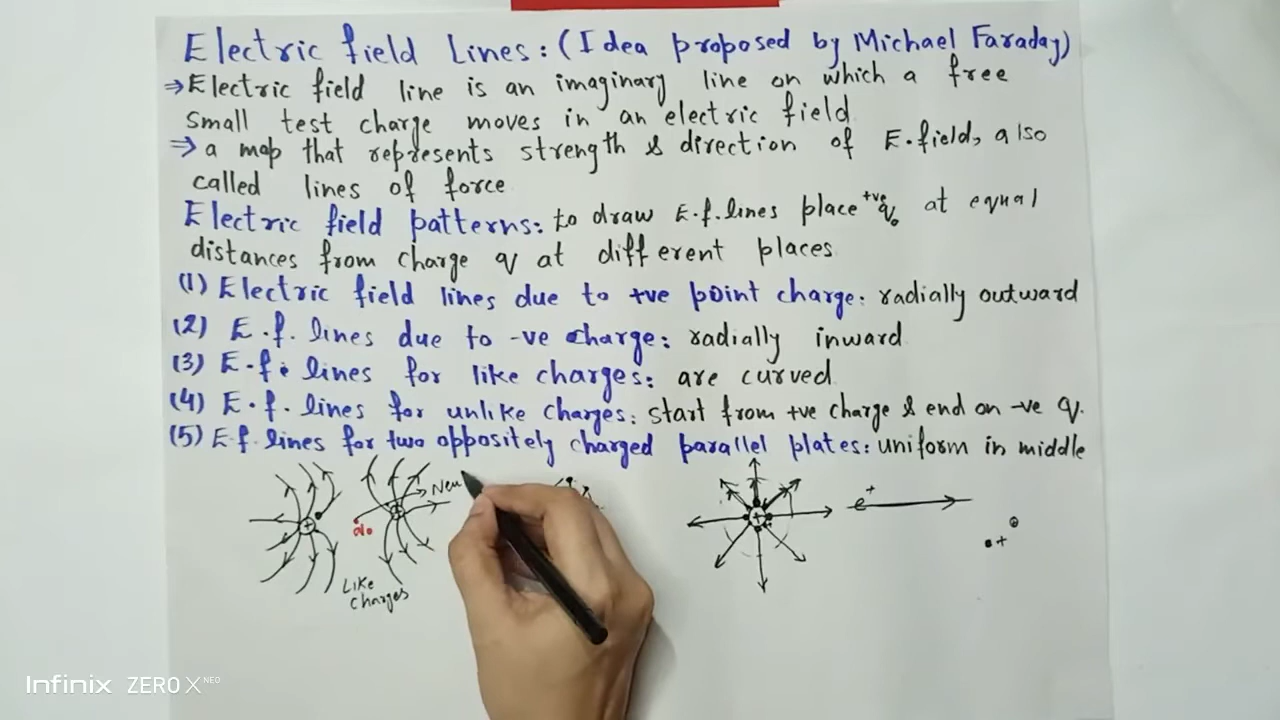 Electric field Lines: (Idea proposed by Michael Faraday)
⇒ Electric field line is an imaginary line on which a free
small test charge moves in an electric field
⇒ a map that represents strength & direction of E.field, also
called lines of force
Electric field patterns: to draw E.f.lines place +ve q₀ at equal
distances from charge q at different places
(1) Electric field lines due to +ve point charge: radially outward
(2) E.f. lines due to -ve charge: radially inward
(3) E.f. lines for like charges: are curved
(4) E.f. lines for unlike charges: start from +ve charge & end on -ve q.
(5) E.f. lines for two oppositely charged parallel plates: uniform in middle
Neu
+
+
+
e+
+
Like
charges
Infinix ZERO X NEO